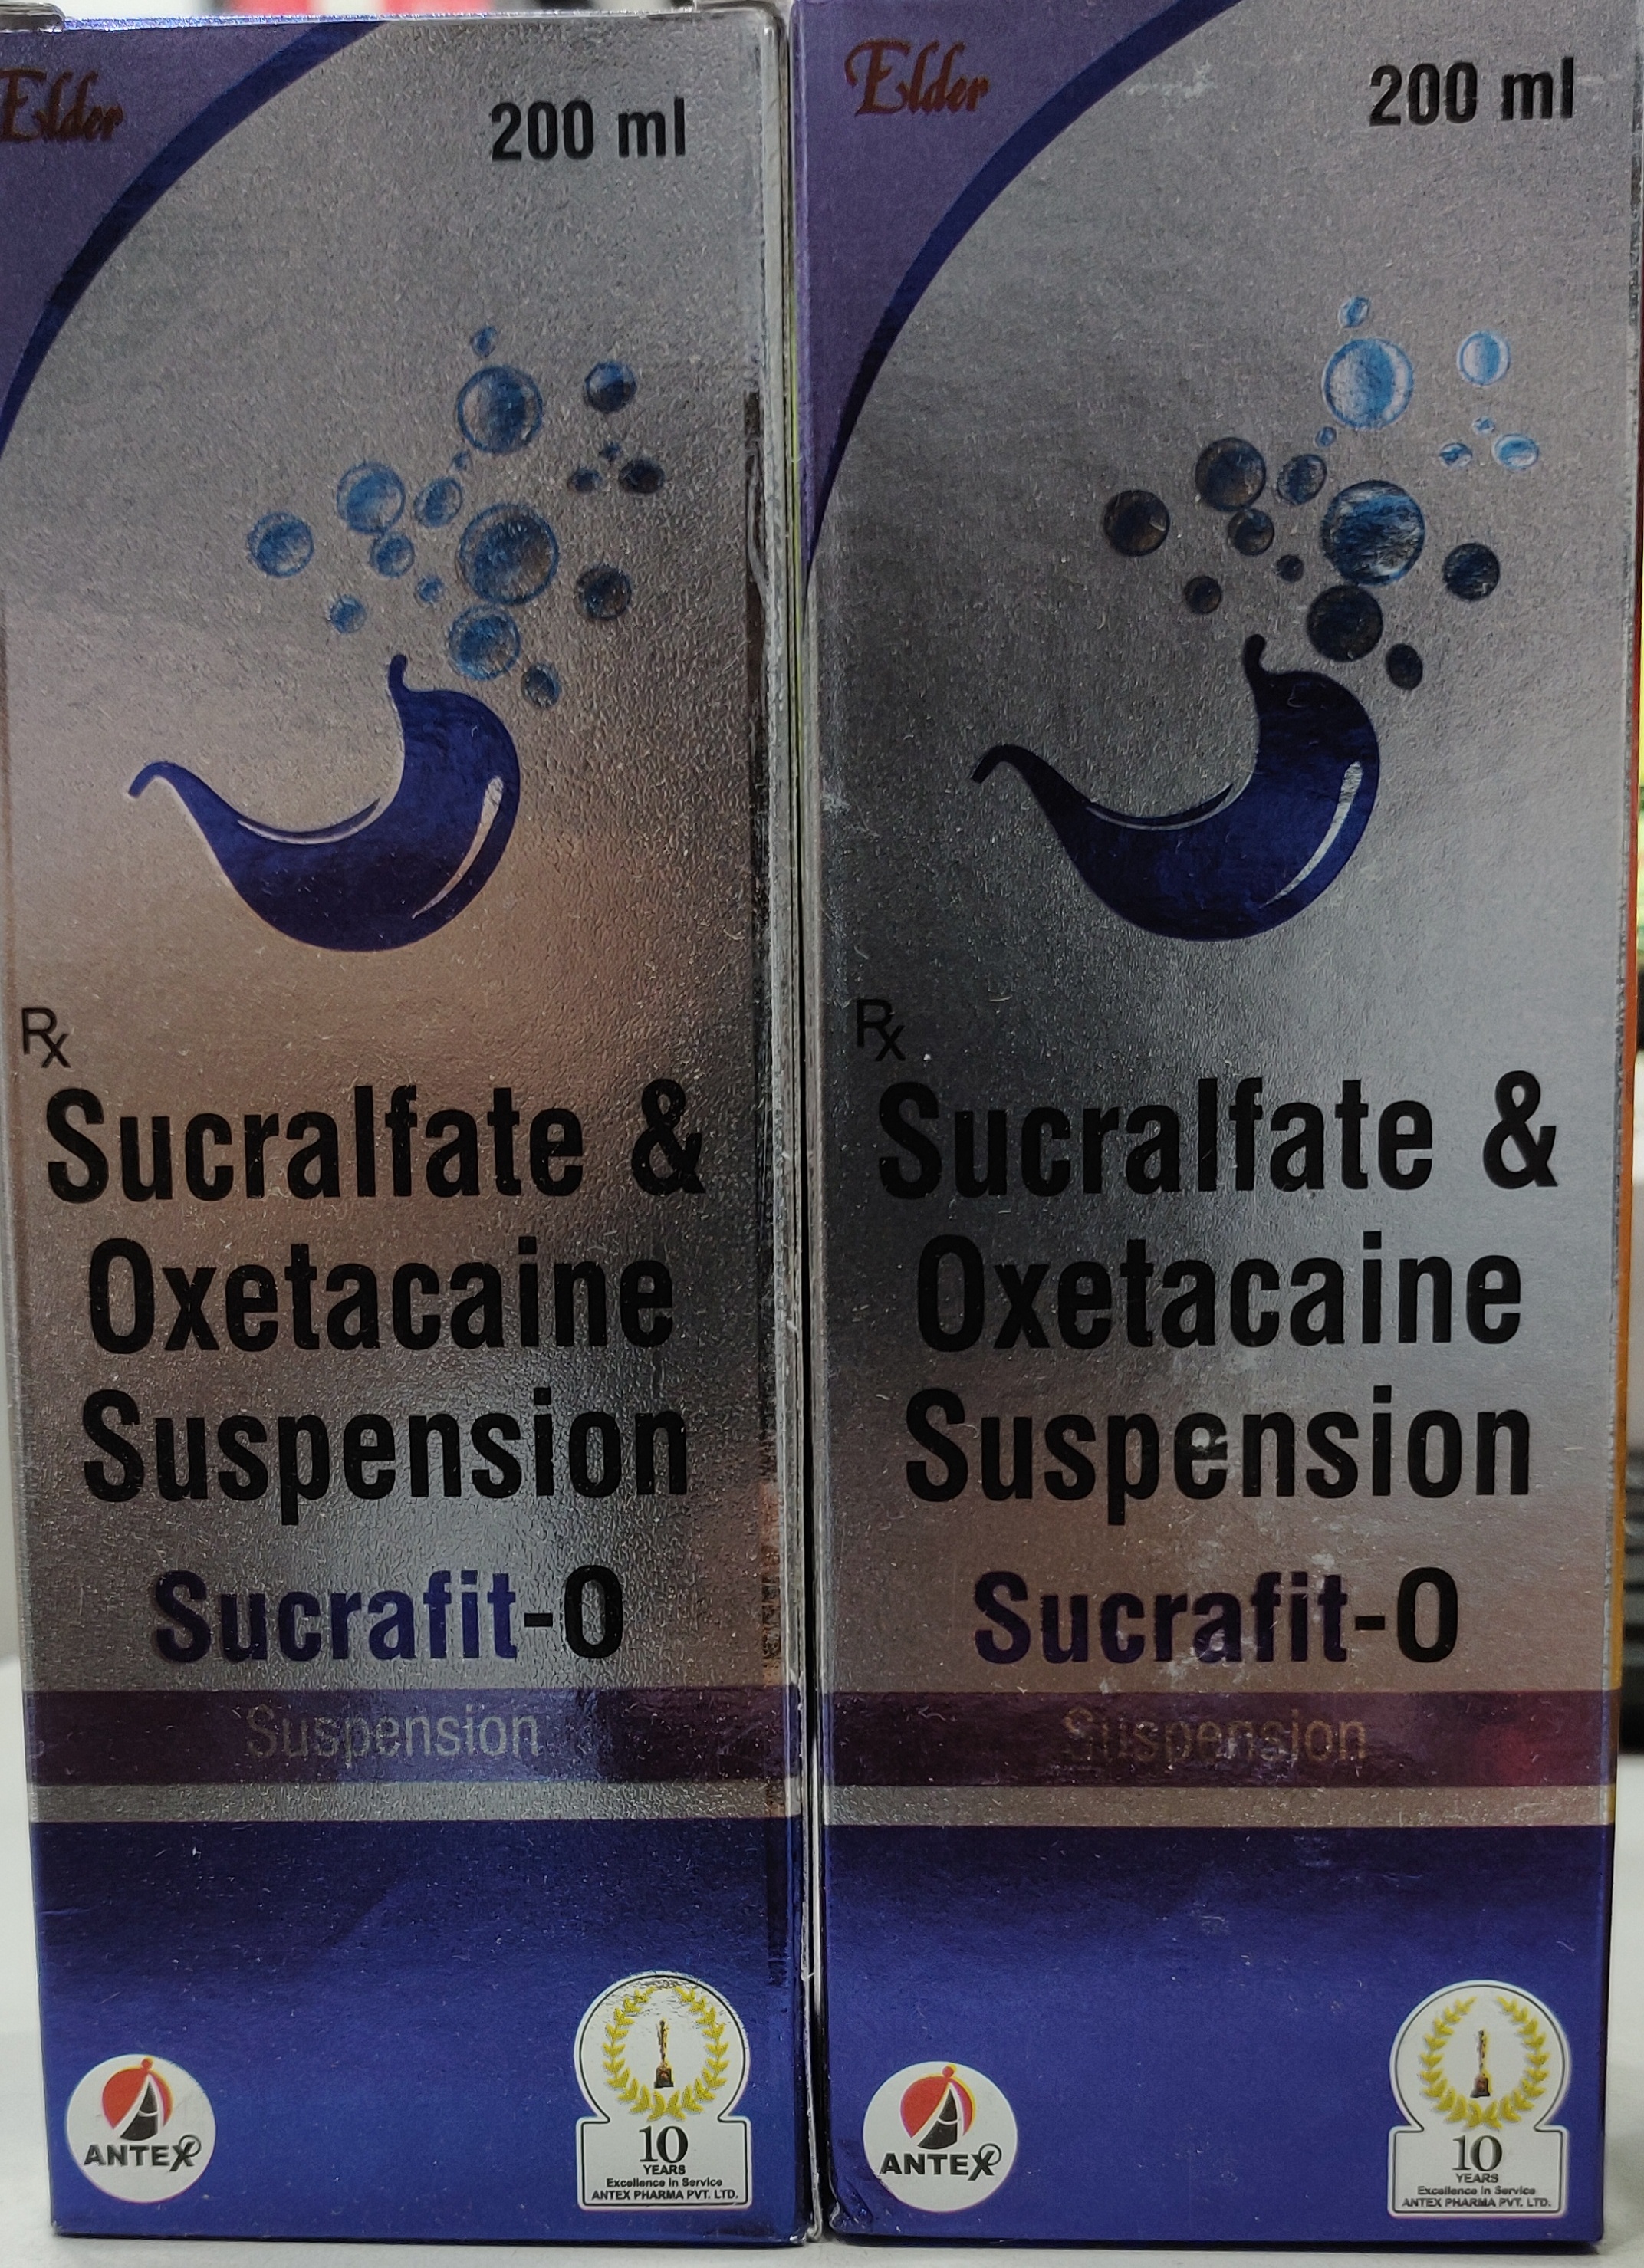 Elder
200 ml
Rx
Sucralfate &
Oxetacaine
Suspension
Sucrafit-O
Suspension
ANTEX
10
YEARS
Excellence in Service
ANTEX PHARMA PVT. LTD.
Elder
200 ml
Rx
Sucralfate &
Oxetacaine
Suspension
Sucrafit-O
Suspension
ANTEX
10
YEARS
Excellence in Service
ANTEX PHARMA PVT. LTD.